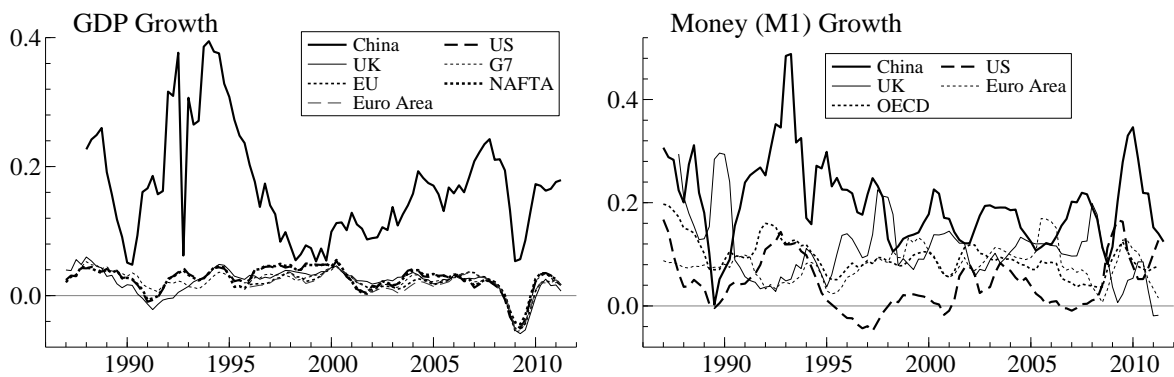 GDP Growth
0.4
0.2
0.0
China US
UK G7
EU NAFTA
Euro Area
1990 1995 2000 2005 2010
Money (M1) Growth
0.4
0.2
0.0
China US
UK Euro Area
OECD
1990 1995 2000 2005 2010